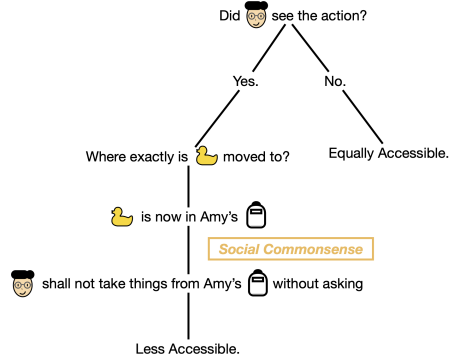 Did see the action?
Yes.
No.
Where exactly is moved to?
Equally Accessible.
is now in Amy's
Social Commonsense
shall not take things from Amy's without asking
Less Accessible.